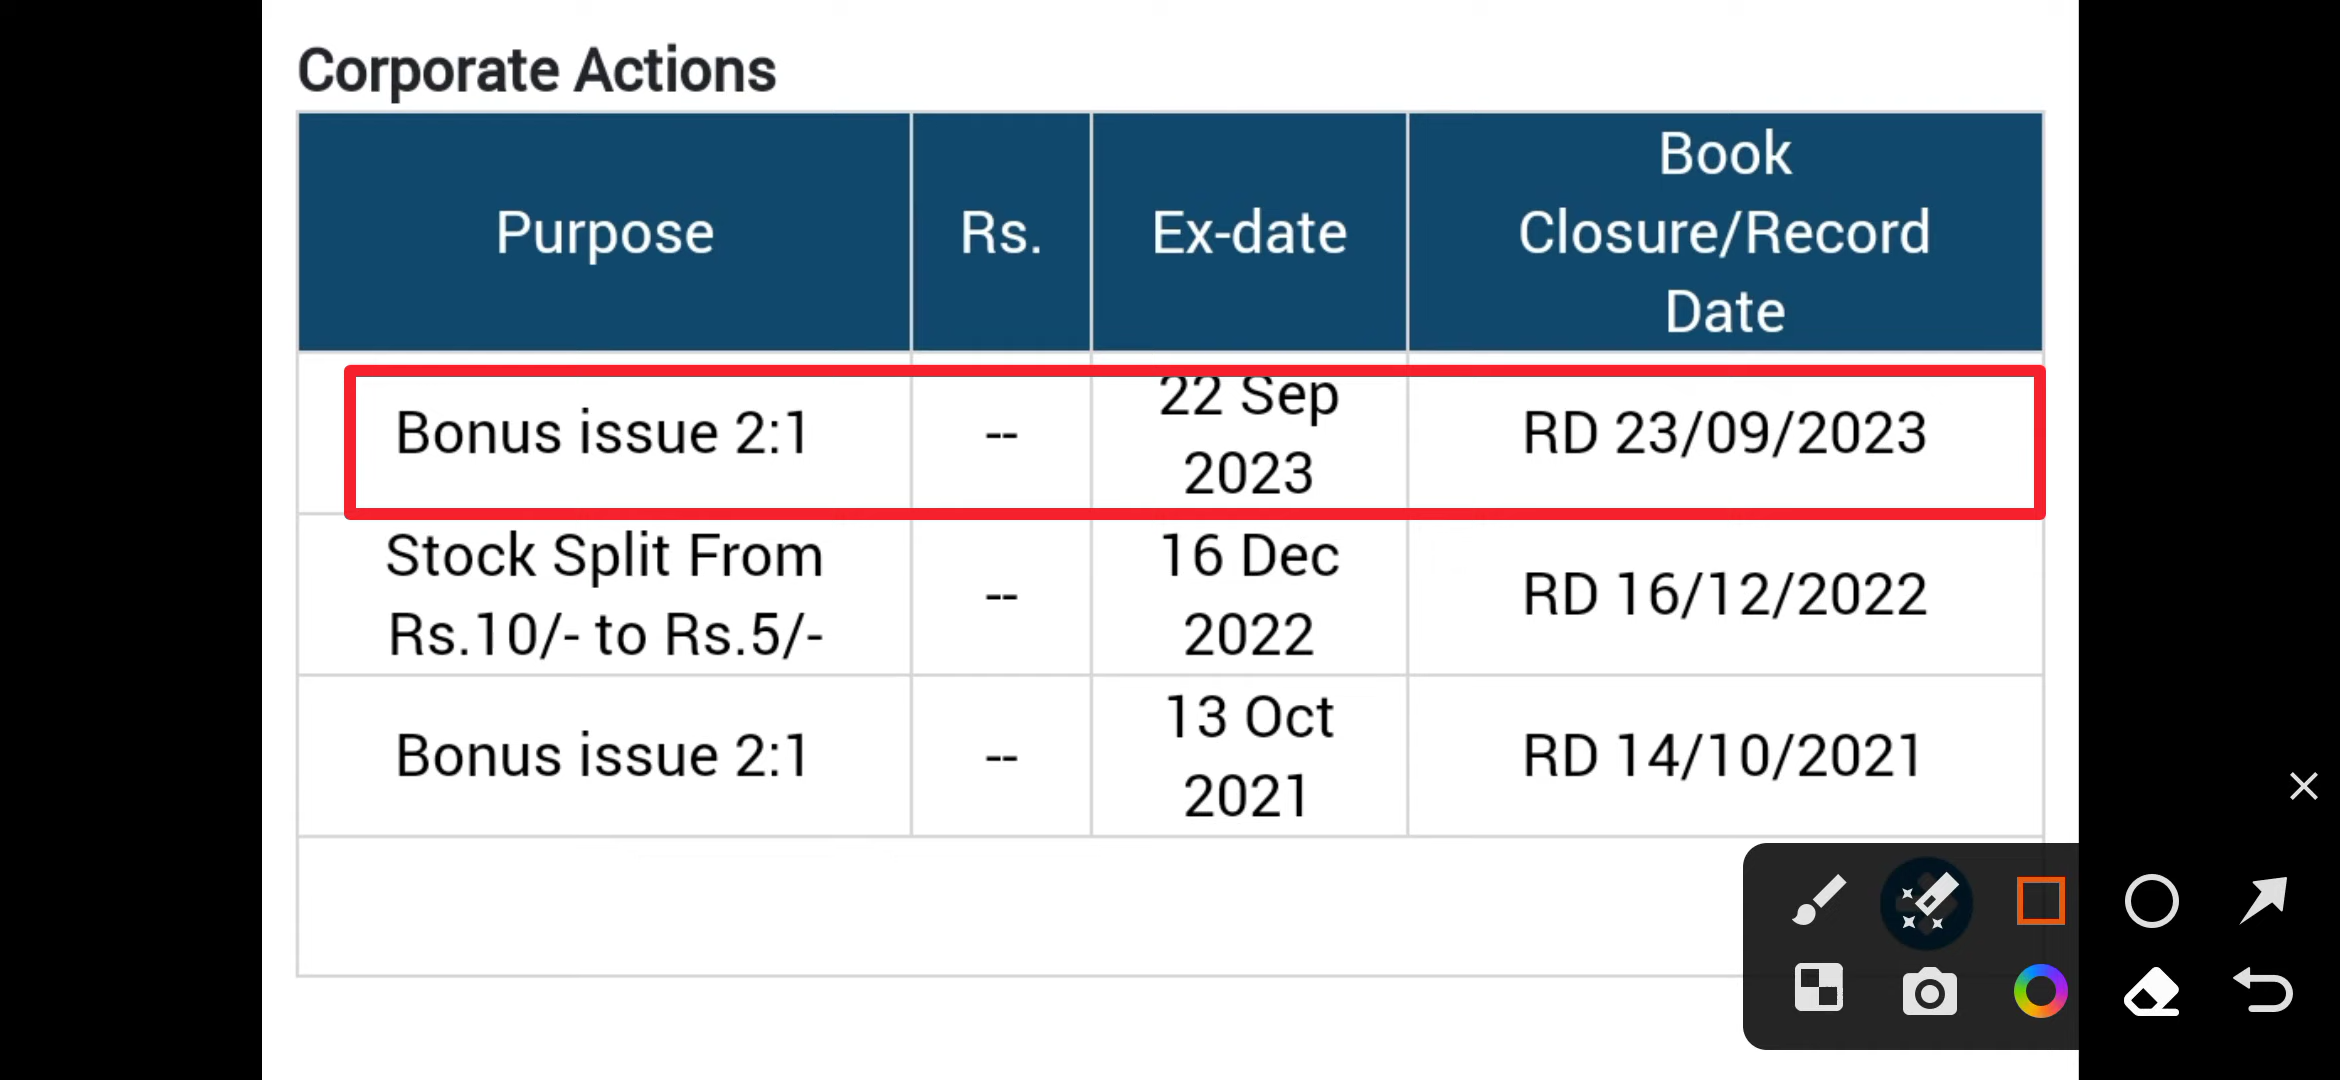 Corporate Actions
Purpose
Rs.
Ex-date
Book
Closure/Record
Date
Bonus issue 2:1
--
22 Sep
2023
RD 23/09/2023
Stock Split From
Rs.10/- to Rs.5/-
--
16 Dec
2022
RD 16/12/2022
Bonus issue 2:1
--
13 Oct
2021
RD 14/10/2021